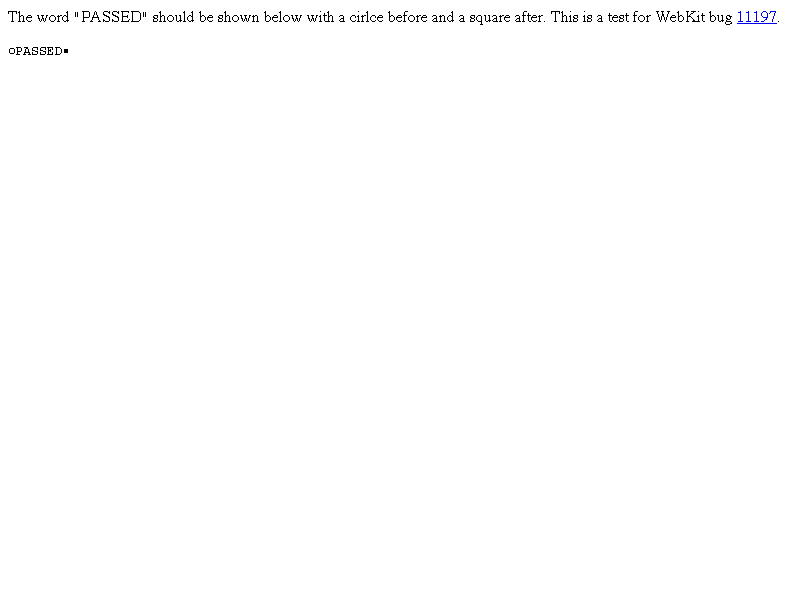 The word "PASSED" should be shown below with a cirlce before and a square after. This is a test for WebKit bug 11197.
○PASSED▪